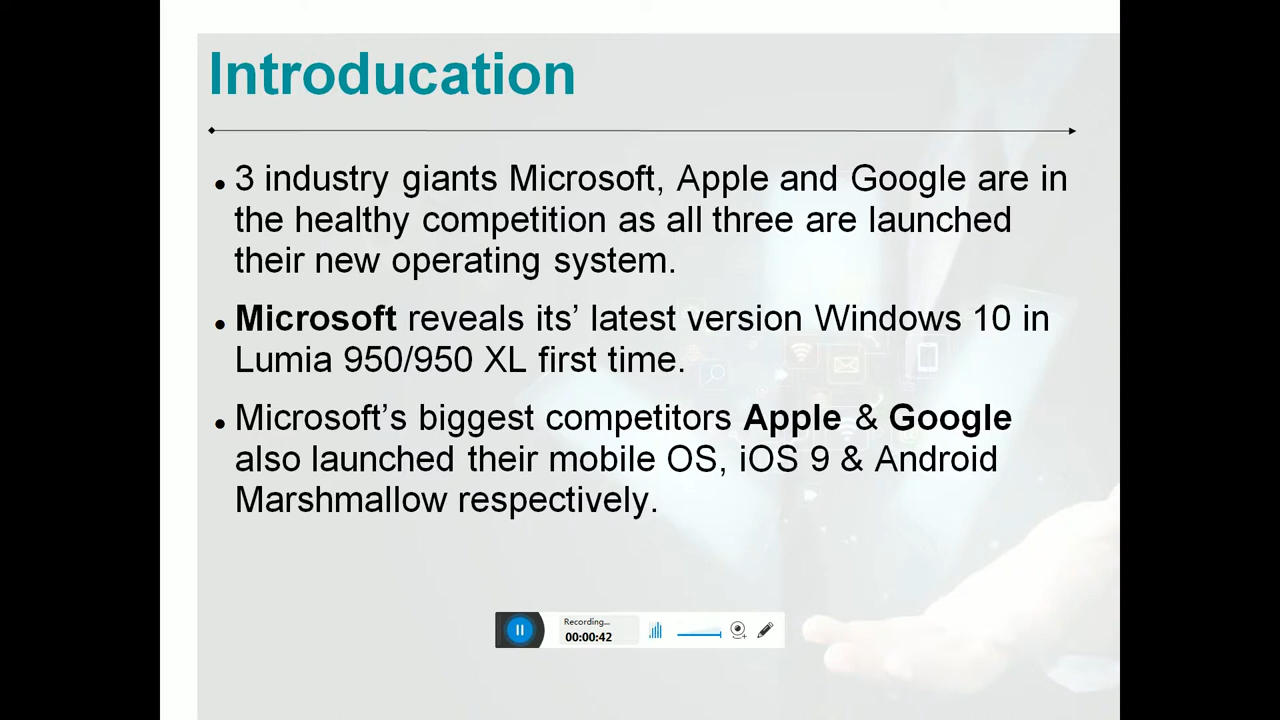 Introducation
3 industry giants Microsoft, Apple and Google are in
the healthy competition as all three are launched
their new operating system.
Microsoft reveals its’ latest version Windows 10 in
Lumia 950/950 XL first time.
Microsoft’s biggest competitors Apple & Google
also launched their mobile OS, iOS 9 & Android
Marshmallow respectively.
Recording...
00:00:42